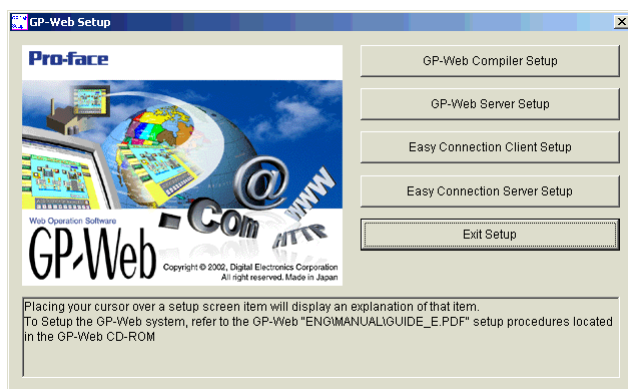 GP-Web Setup
Pro-face
@
.Com
WWW
HTTP
Web Operation Software
GP-Web
Copyright © 2002, Digital Electronics Corporation
All right reserved. Made in Japan
GP-Web Compiler Setup
GP-Web Server Setup
Easy Connection Client Setup
Easy Connection Server Setup
Exit Setup
Placing your cursor over a setup screen item will display an explanation of that item.
To Setup the GP-Web system, refer to the GP-Web "ENG\MANUAL\GUIDE_E.PDF" setup procedures located
in the GP-Web CD-ROM